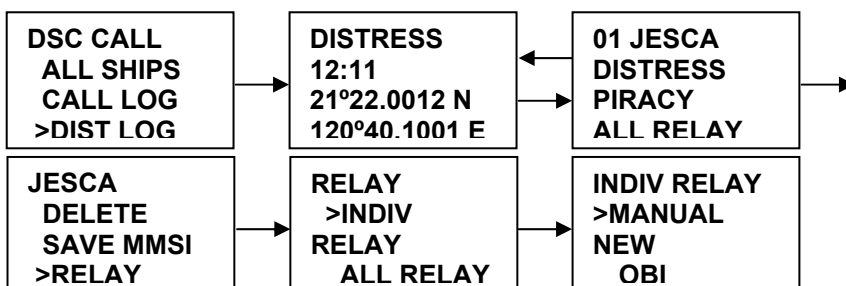 DSC CALL
ALL SHIPS
CALL LOG
>DIST LOG
DISTRESS
12:11
21º22.0012 N
120º40.1001 E
01 JESCA
DISTRESS
PIRACY
ALL RELAY
JESCA
DELETE
SAVE MMSI
>RELAY
RELAY
>INDIV
RELAY
ALL RELAY
INDIV RELAY
>MANUAL
NEW
OBI